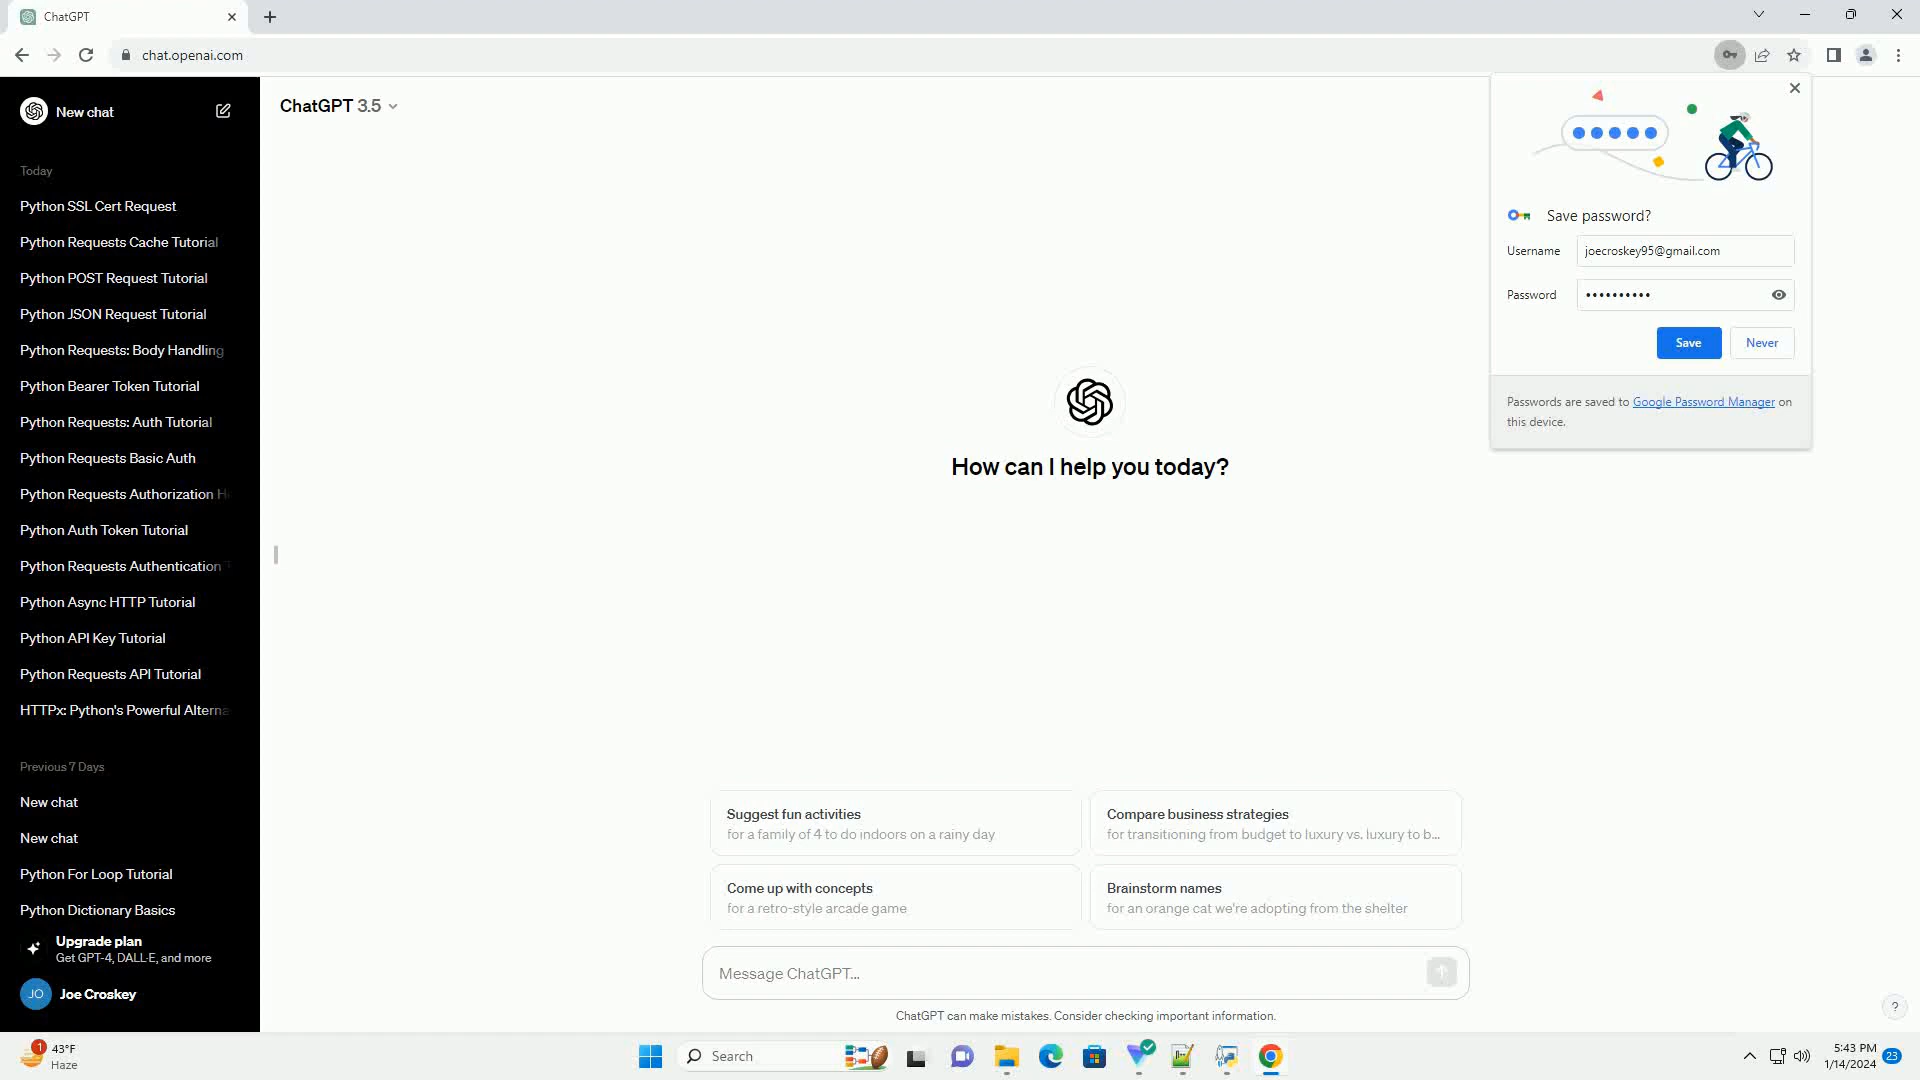 ChatGPT
chat.openai.com
New chat
Today
Python SSL Cert Request
Python Requests Cache Tutorial
Python POST Request Tutorial
Python JSON Request Tutorial
Python Requests: Body Handling
Python Bearer Token Tutorial
Python Requests: Auth Tutorial
Python Requests Basic Auth
Python Requests Authorization H
Python Auth Token Tutorial
Python Requests Authentication T
Python Async HTTP Tutorial
Python API Key Tutorial
Python Requests API Tutorial
HTTPx: Python's Powerful Alterna
Previous 7 Days
New chat
New chat
Python For Loop Tutorial
Python Dictionary Basics
Upgrade plan
Get GPT-4, DALL·E, and more
JO Joe Croskey
ChatGPT 3.5
How can I help you today?
Suggest fun activities
for a family of 4 to do indoors on a rainy day
Compare business strategies
for transitioning from budget to luxury vs. luxury to b...
Come up with concepts
for a retro-style arcade game
Brainstorm names
for an orange cat we're adopting from the shelter
Message ChatGPT...
ChatGPT can make mistakes. Consider checking important information.
?
Save password?
Username joecroskey95@gmail.com
Password ••••••••••
Save Never
Passwords are saved to Google Password Manager on
this device.
1
43°F
Haze
Search
5:43 PM
1/14/2024
23